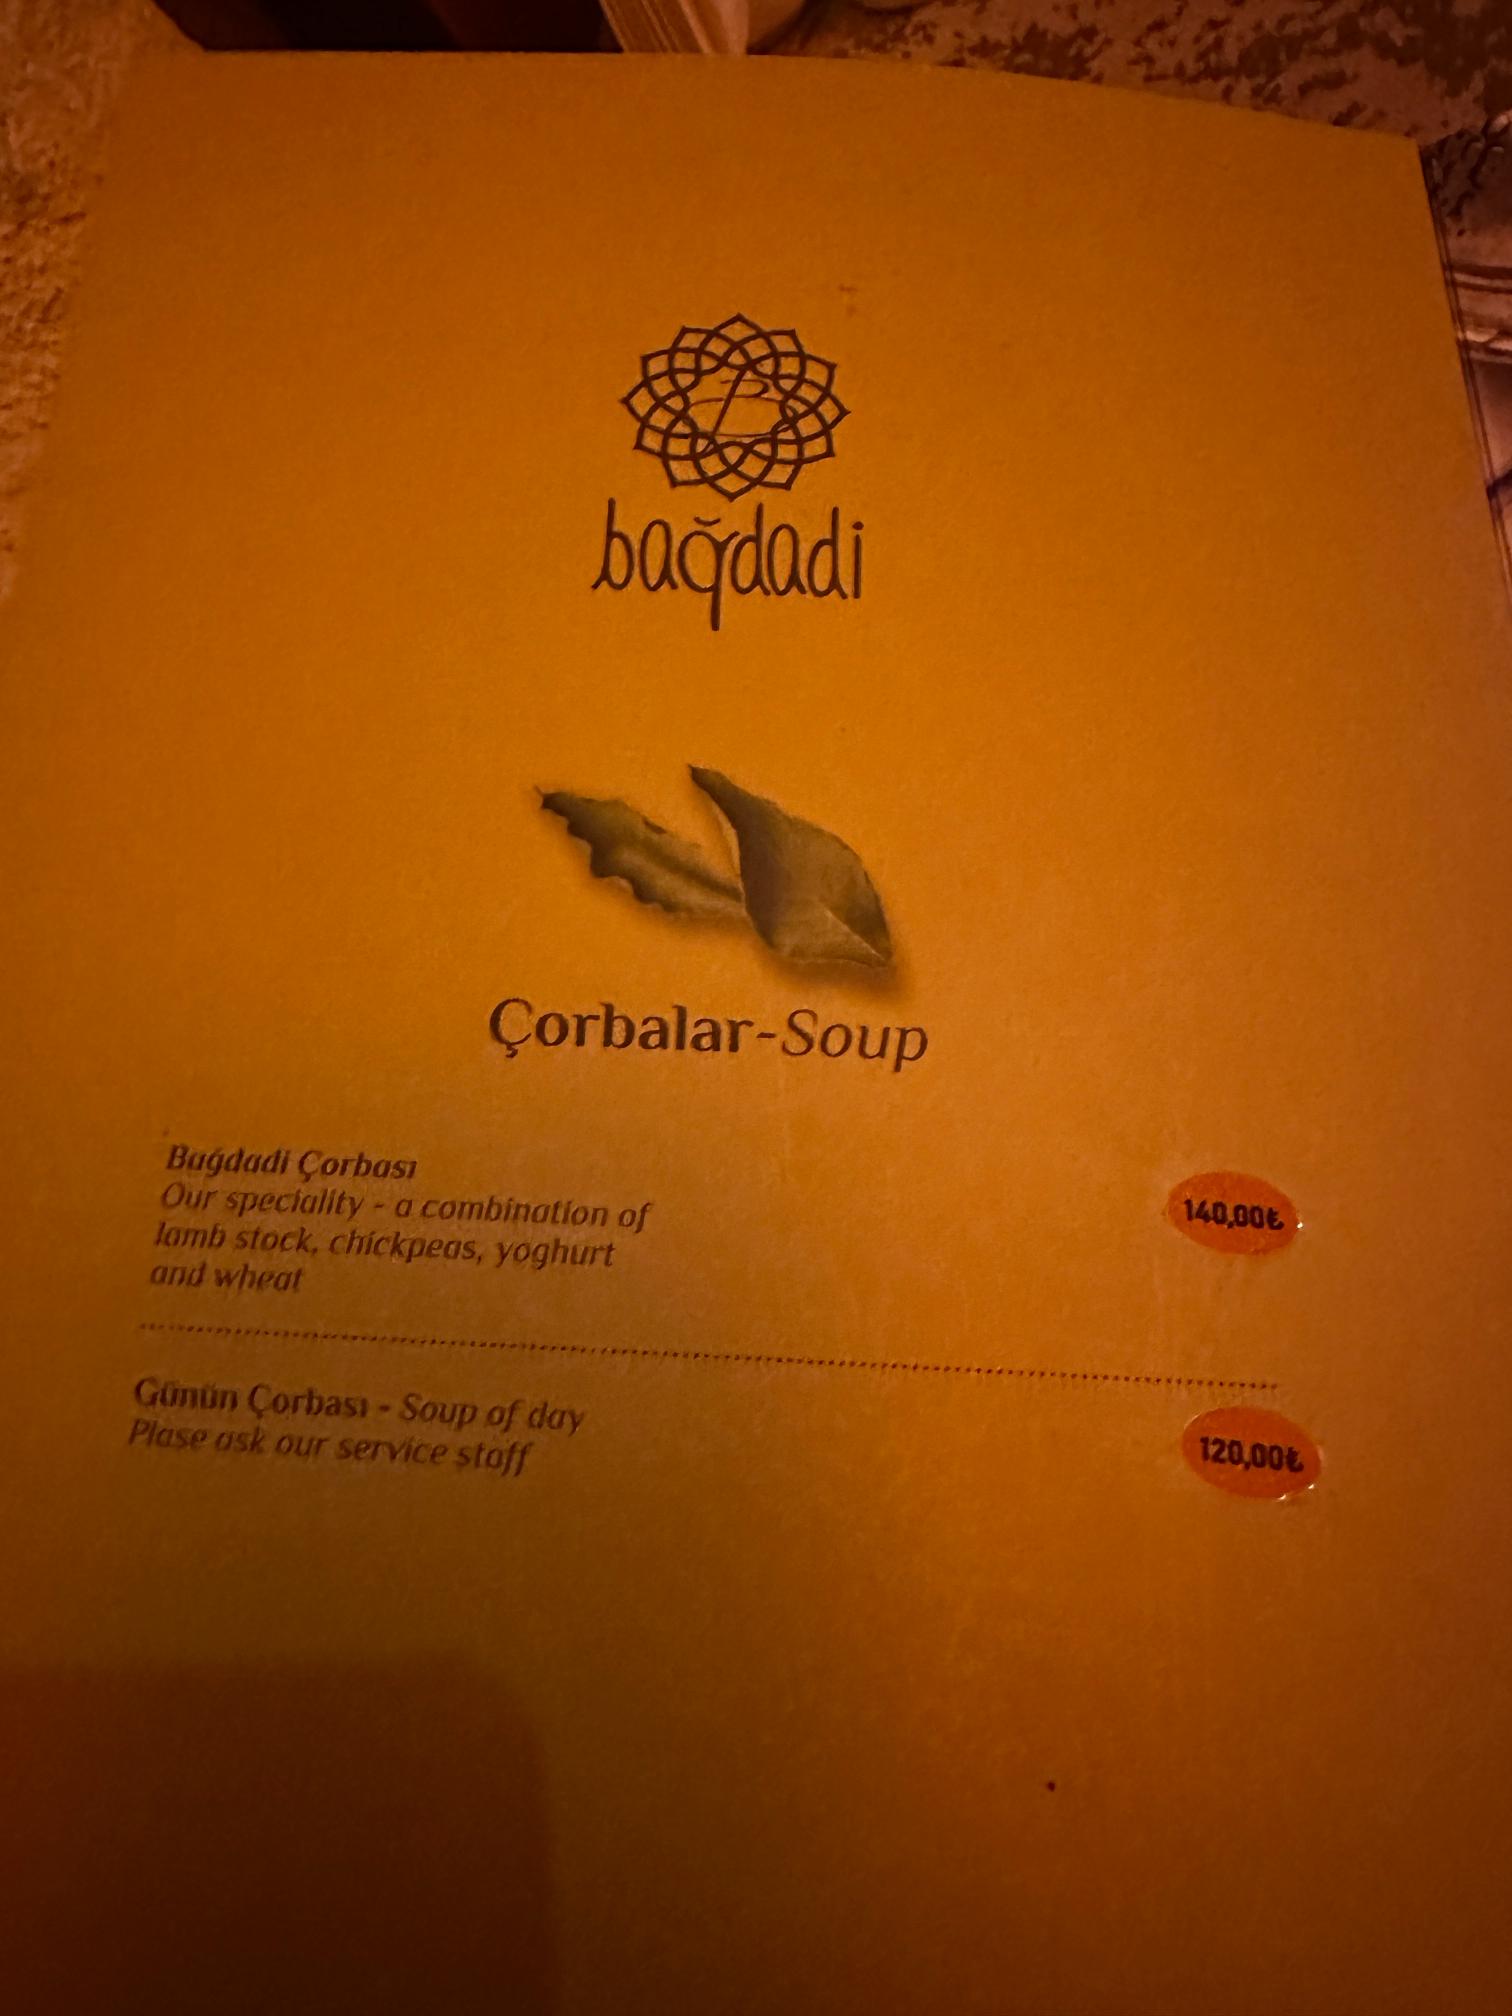 bağdadi
Çorbalar-Soup
Bağdadi Çorbası
140,00₺
Our speciality - a combination of
lamb stock, chickpeas, yoghurt
and wheat
Günün Çorbası - Soup of day
120,00₺
Plase ask our service staff